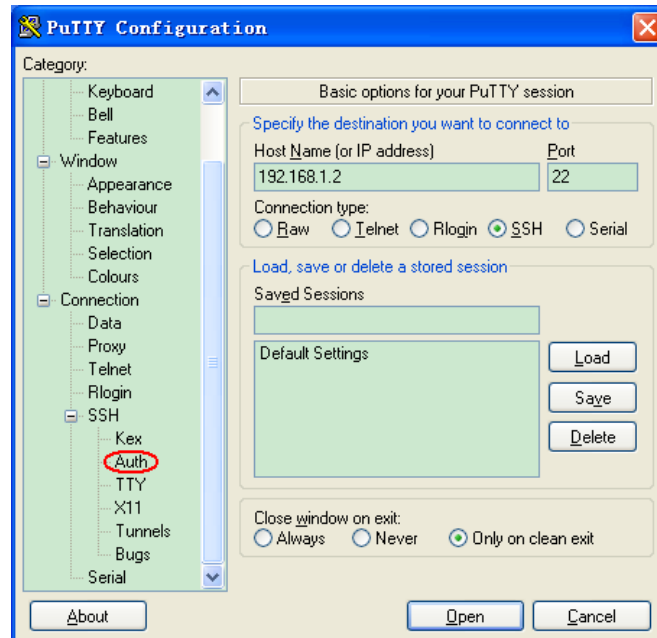 PuTTY Configuration
Category:
Keyboard
Bell
Features
Window
Appearance
Behaviour
Translation
Selection
Colours
Connection
Data
Proxy
Telnet
Rlogin
SSH
Kex
Auth
TTY
X11
Tunnels
Bugs
Serial
Basic options for your PuTTY session
Specify the destination you want to connect to
Host Name (or IP address) Port
192.168.1.2 22
Connection type:
Raw Telnet Rlogin SSH Serial
Load, save or delete a stored session
Saved Sessions
Default Settings
Load
Save
Delete
Close window on exit:
Always Never Only on clean exit
About Open Cancel